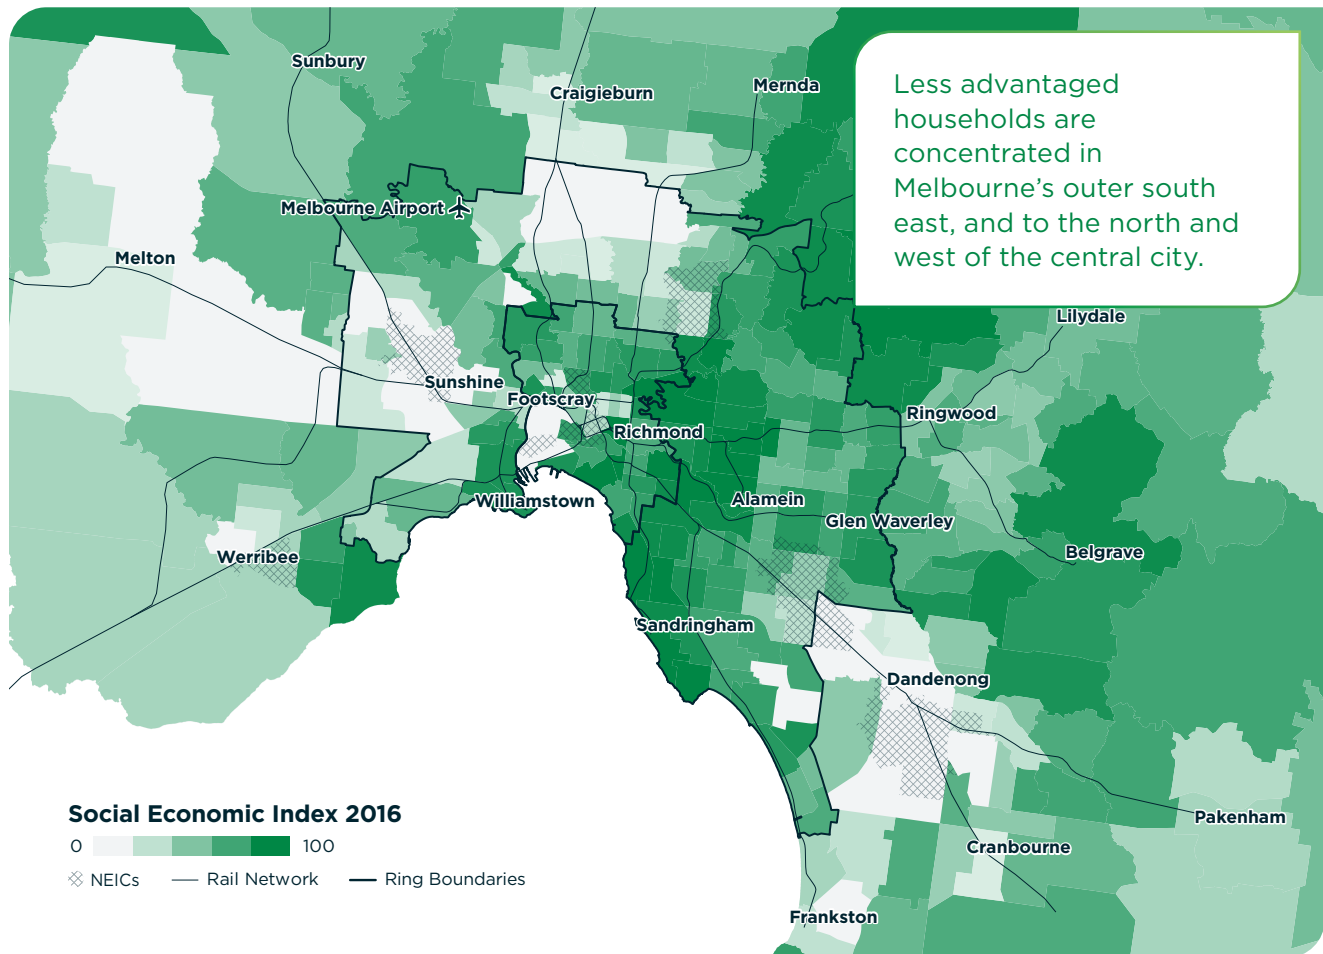 Sunbury
Craigieburn
Mernda
Less advantaged
households are
concentrated in
Melbourne's outer south
east, and to the north and
west of the central city.
Melbourne Airport
Melton
Lilydale
Sunshine
Footscray
Ringwood
Richmond
Williamstown
Alamein
Glen Waverley
Werribee
Belgrave
Sandringham
Dandenong
Social Economic Index 2016
0 100
NEICs Rail Network Ring Boundaries
Pakenham
Cranbourne
Frankston